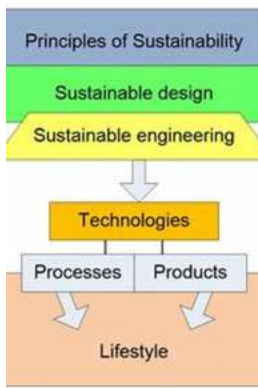 Principles of Sustainability
Sustainable design
Sustainable engineering
Technologies
Processes
Products
Lifestyle